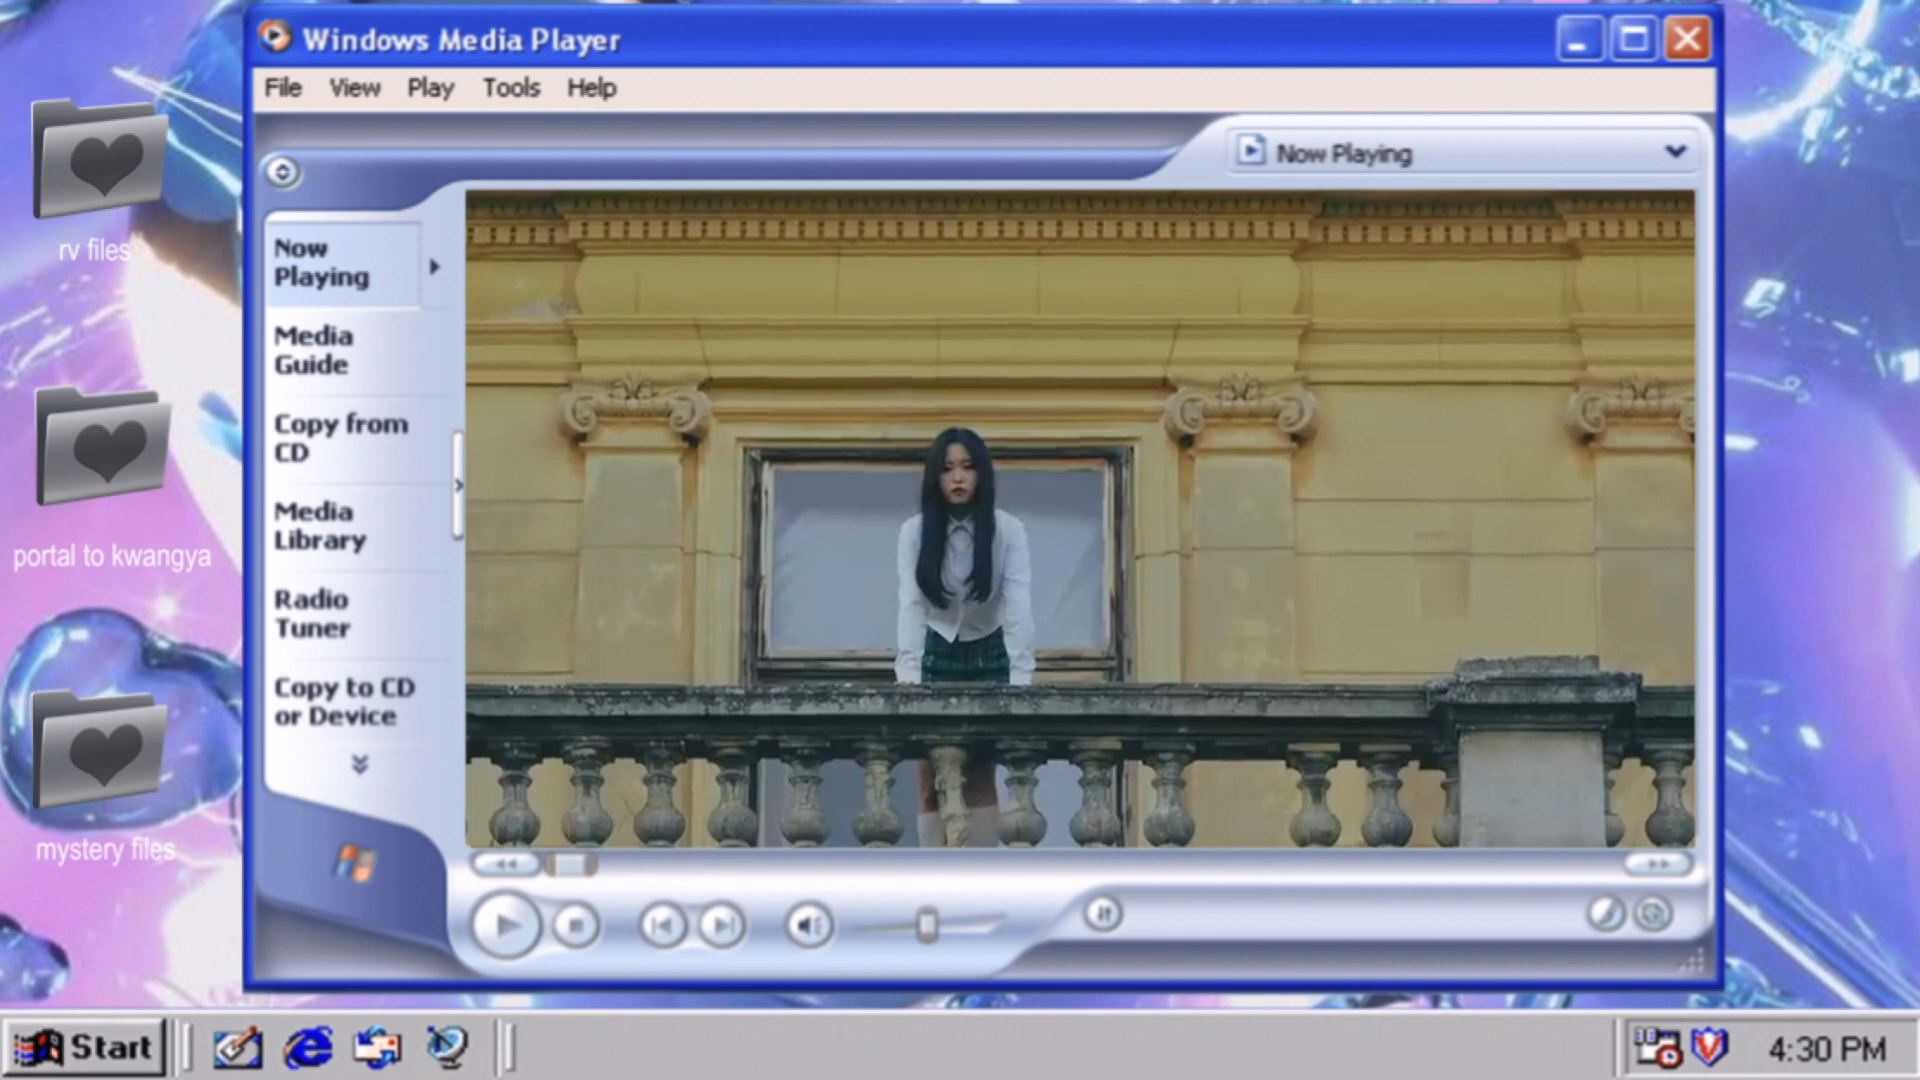 Windows Media Player
File View Play Tools Help
Now Playing
Now
Playing
Media
Guide
Copy from
CD
Media
Library
Radio
Tuner
Copy to CD
or Device
rv files
portal to kwangya
mystery files
Start
4:30 PM